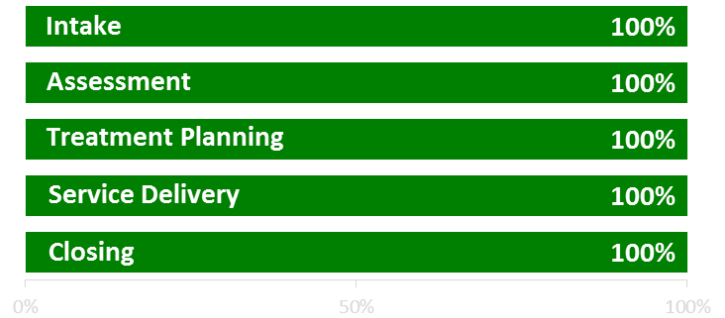 Intake 100%
Assessment 100%
Treatment Planning 100%
Service Delivery 100%
Closing 100%
0% 50% 100%